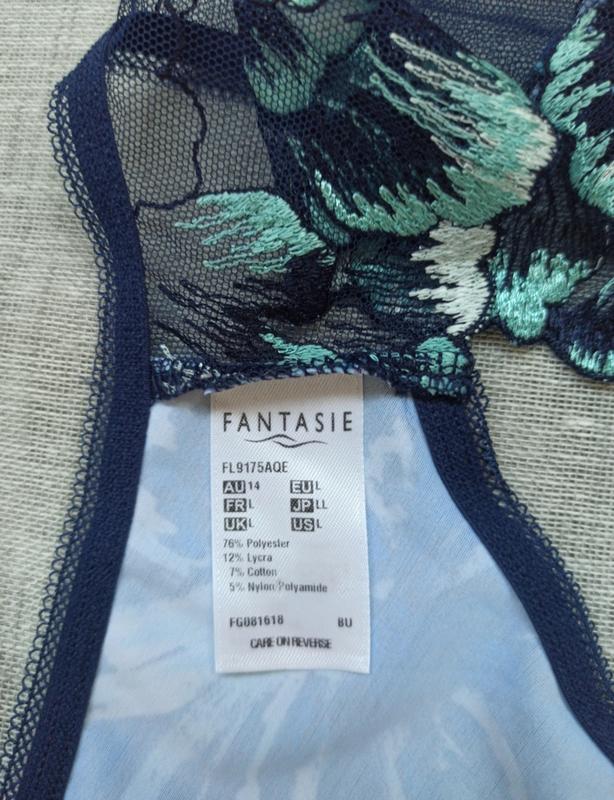 FANTASIE
FL9175AQE
AU 14 EU L
FR L JP LL
UK L US L
76% Polyester
12% Lycra
7% Cotton
5% Nylon/Polyamide
FG081618 BU
CARE ON REVERSE